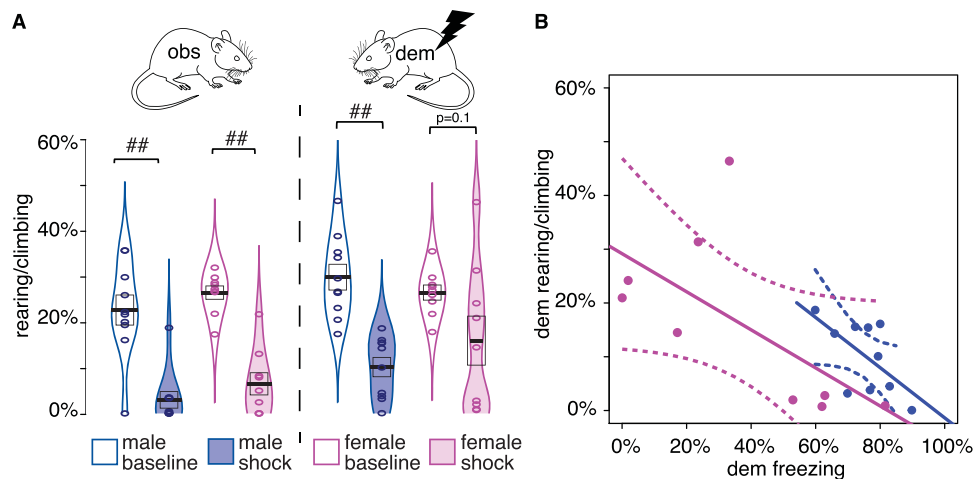 A
obs
dem
B
##
##
##
p=0.1
rearing/climbing
60%
40%
20%
0%
male baseline
male shock
female baseline
female shock
dem rearing/climbing
60%
40%
20%
0%
0%
20%
40%
60%
80%
100%
dem freezing